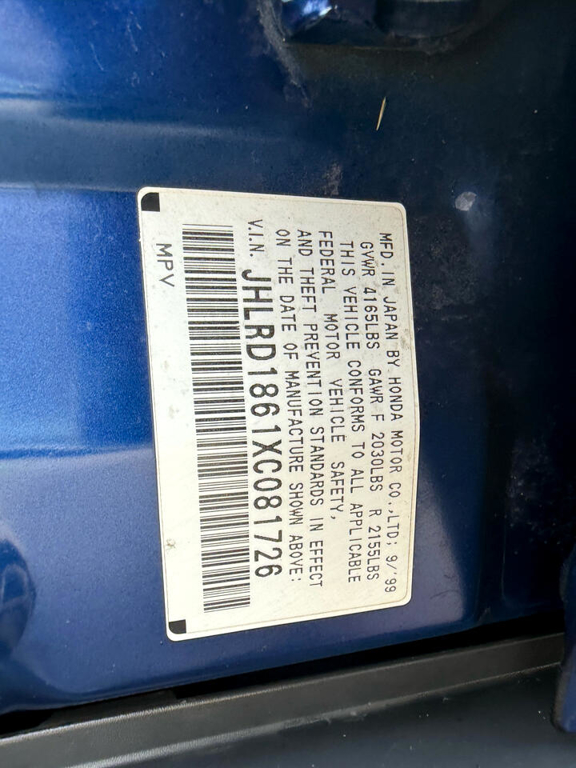 MFD. IN JAPAN BY HONDA MOTOR CO.,LTD; 9/'99
GVWR 4165LBS GAWR F 2030LBS R 2155LBS
THIS VEHICLE CONFORMS TO ALL APPLICABLE
FEDERAL MOTOR VEHICLE SAFETY,
AND THEFT PREVENTION STANDARDS IN EFFECT
ON THE DATE OF MANUFACTURE SHOWN ABOVE:
V.I.N. JHLRD1861XC081726
MPV